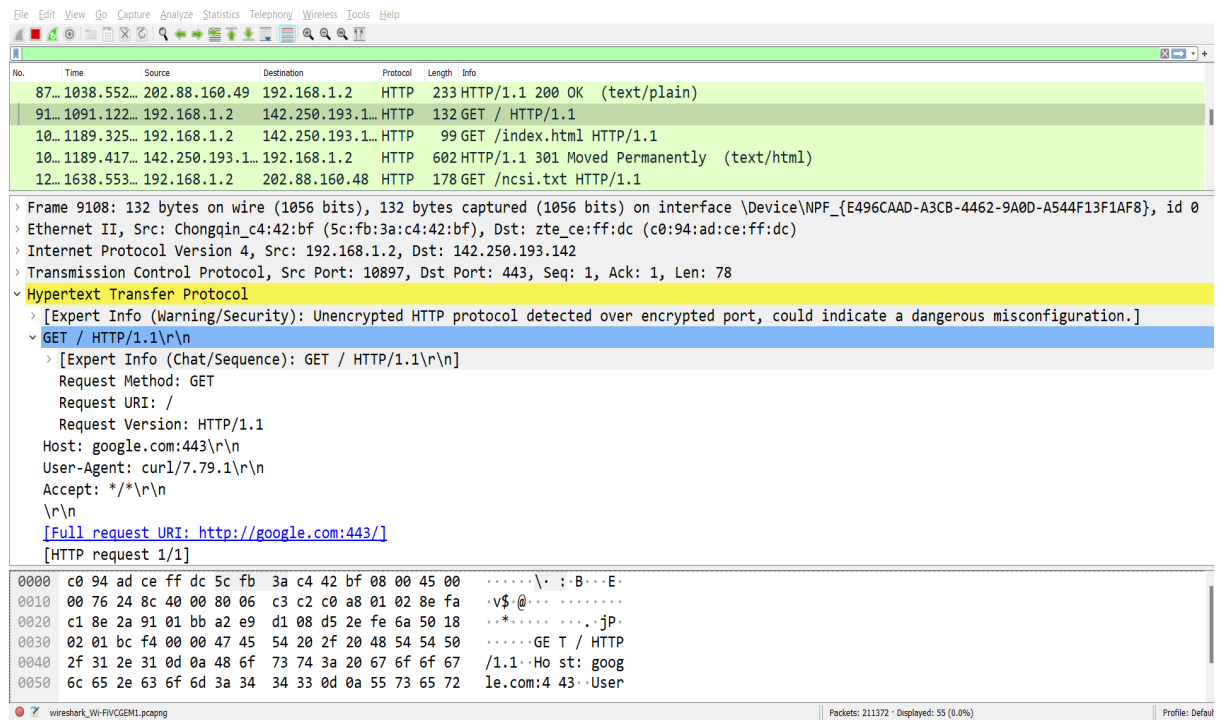 File Edit View Go Capture Analyze Statistics Telephony Wireless Tools Help
No. Time Source Destination Protocol Length Info
87… 1038.552… 202.88.160.49 192.168.1.2 HTTP 233 HTTP/1.1 200 OK (text/plain)
91… 1091.122… 192.168.1.2 142.250.193.1… HTTP 132 GET / HTTP/1.1
10… 1189.325… 192.168.1.2 142.250.193.1… HTTP 99 GET /index.html HTTP/1.1
10… 1189.417… 142.250.193.1… 192.168.1.2 HTTP 602 HTTP/1.1 301 Moved Permanently (text/html)
12… 1638.553… 192.168.1.2 202.88.160.48 HTTP 178 GET /ncsi.txt HTTP/1.1
Frame 9108: 132 bytes on wire (1056 bits), 132 bytes captured (1056 bits) on interface \Device\NPF_{E496CAAD-A3CB-4462-9A0D-A544F13F1AF8}, id 0
Ethernet II, Src: Chongqin_c4:42:bf (5c:fb:3a:c4:42:bf), Dst: zte_ce:ff:dc (c0:94:ad:ce:ff:dc)
Internet Protocol Version 4, Src: 192.168.1.2, Dst: 142.250.193.142
Transmission Control Protocol, Src Port: 10897, Dst Port: 443, Seq: 1, Ack: 1, Len: 78
Hypertext Transfer Protocol
[Expert Info (Warning/Security): Unencrypted HTTP protocol detected over encrypted port, could indicate a dangerous misconfiguration.]
GET / HTTP/1.1\r\n
[Expert Info (Chat/Sequence): GET / HTTP/1.1\r\n]
Request Method: GET
Request URI: /
Request Version: HTTP/1.1
Host: google.com:443\r\n
User-Agent: curl/7.79.1\r\n
Accept: */*\r\n
\r\n
[Full request URI: http://google.com:443/]
[HTTP request 1/1]
0000 c0 94 ad ce ff dc 5c fb 3a c4 42 bf 08 00 45 00 ······\· :·B···E·
0010 00 76 24 8c 40 00 80 06 c3 c2 c0 a8 01 02 8e fa ·v$·@··· ········
0020 c1 8e 2a 91 01 bb a2 e9 d1 08 d5 2e fe 6a 50 18 ··*····· ···.·jP·
0030 02 01 bc f4 00 00 47 45 54 20 2f 20 48 54 54 50 ······GE T / HTTP
0040 2f 31 2e 31 0d 0a 48 6f 73 74 3a 20 67 6f 6f 67 /1.1··Ho st: goog
0050 6c 65 2e 63 6f 6d 3a 34 34 33 0d 0a 55 73 65 72 le.com:4 43··User
wireshark_Wi-FiVCGEM1.pcapng Packets: 211372 · Displayed: 55 (0.0%) Profile: Defaul